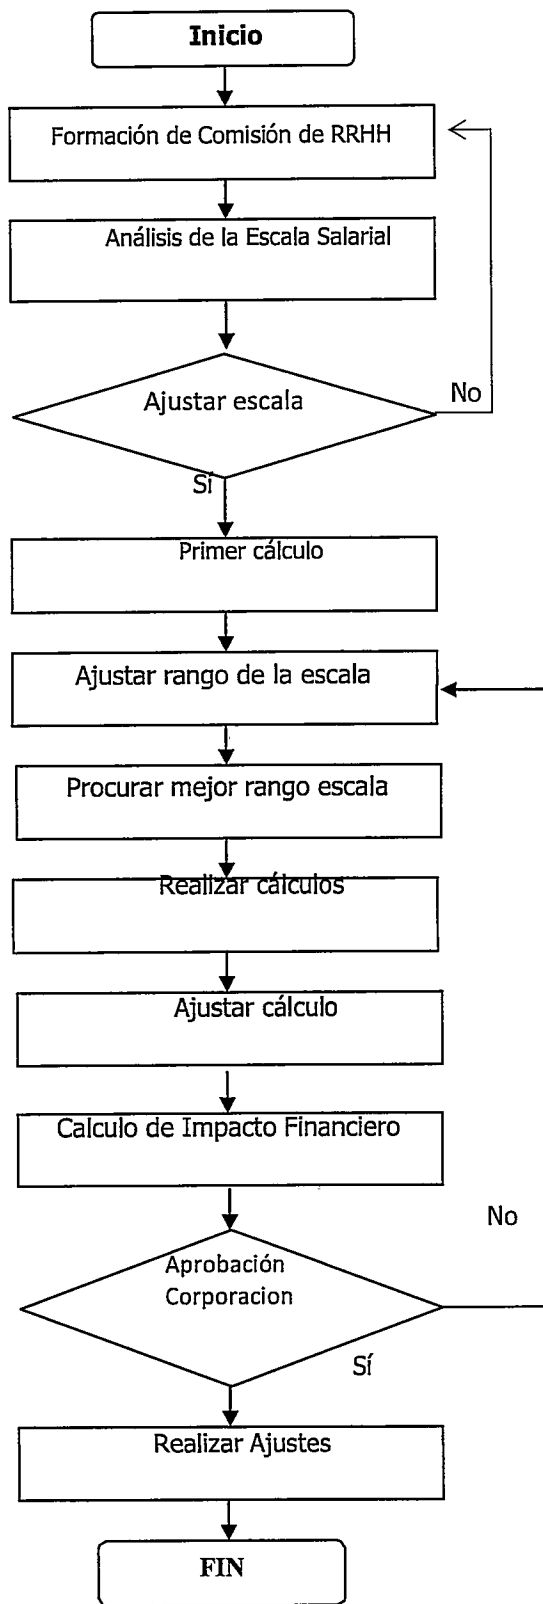 Inicio
Formación de Comisión de RRHH
Análisis de la Escala Salarial
Ajustar escala
No
Sí
Primer cálculo
Ajustar rango de la escala
Procurar mejor rango escala
Realizar cálculos
Ajustar cálculo
Calculo de Impacto Financiero
No
Aprobación
Corporacion
Sí
Realizar Ajustes
FIN